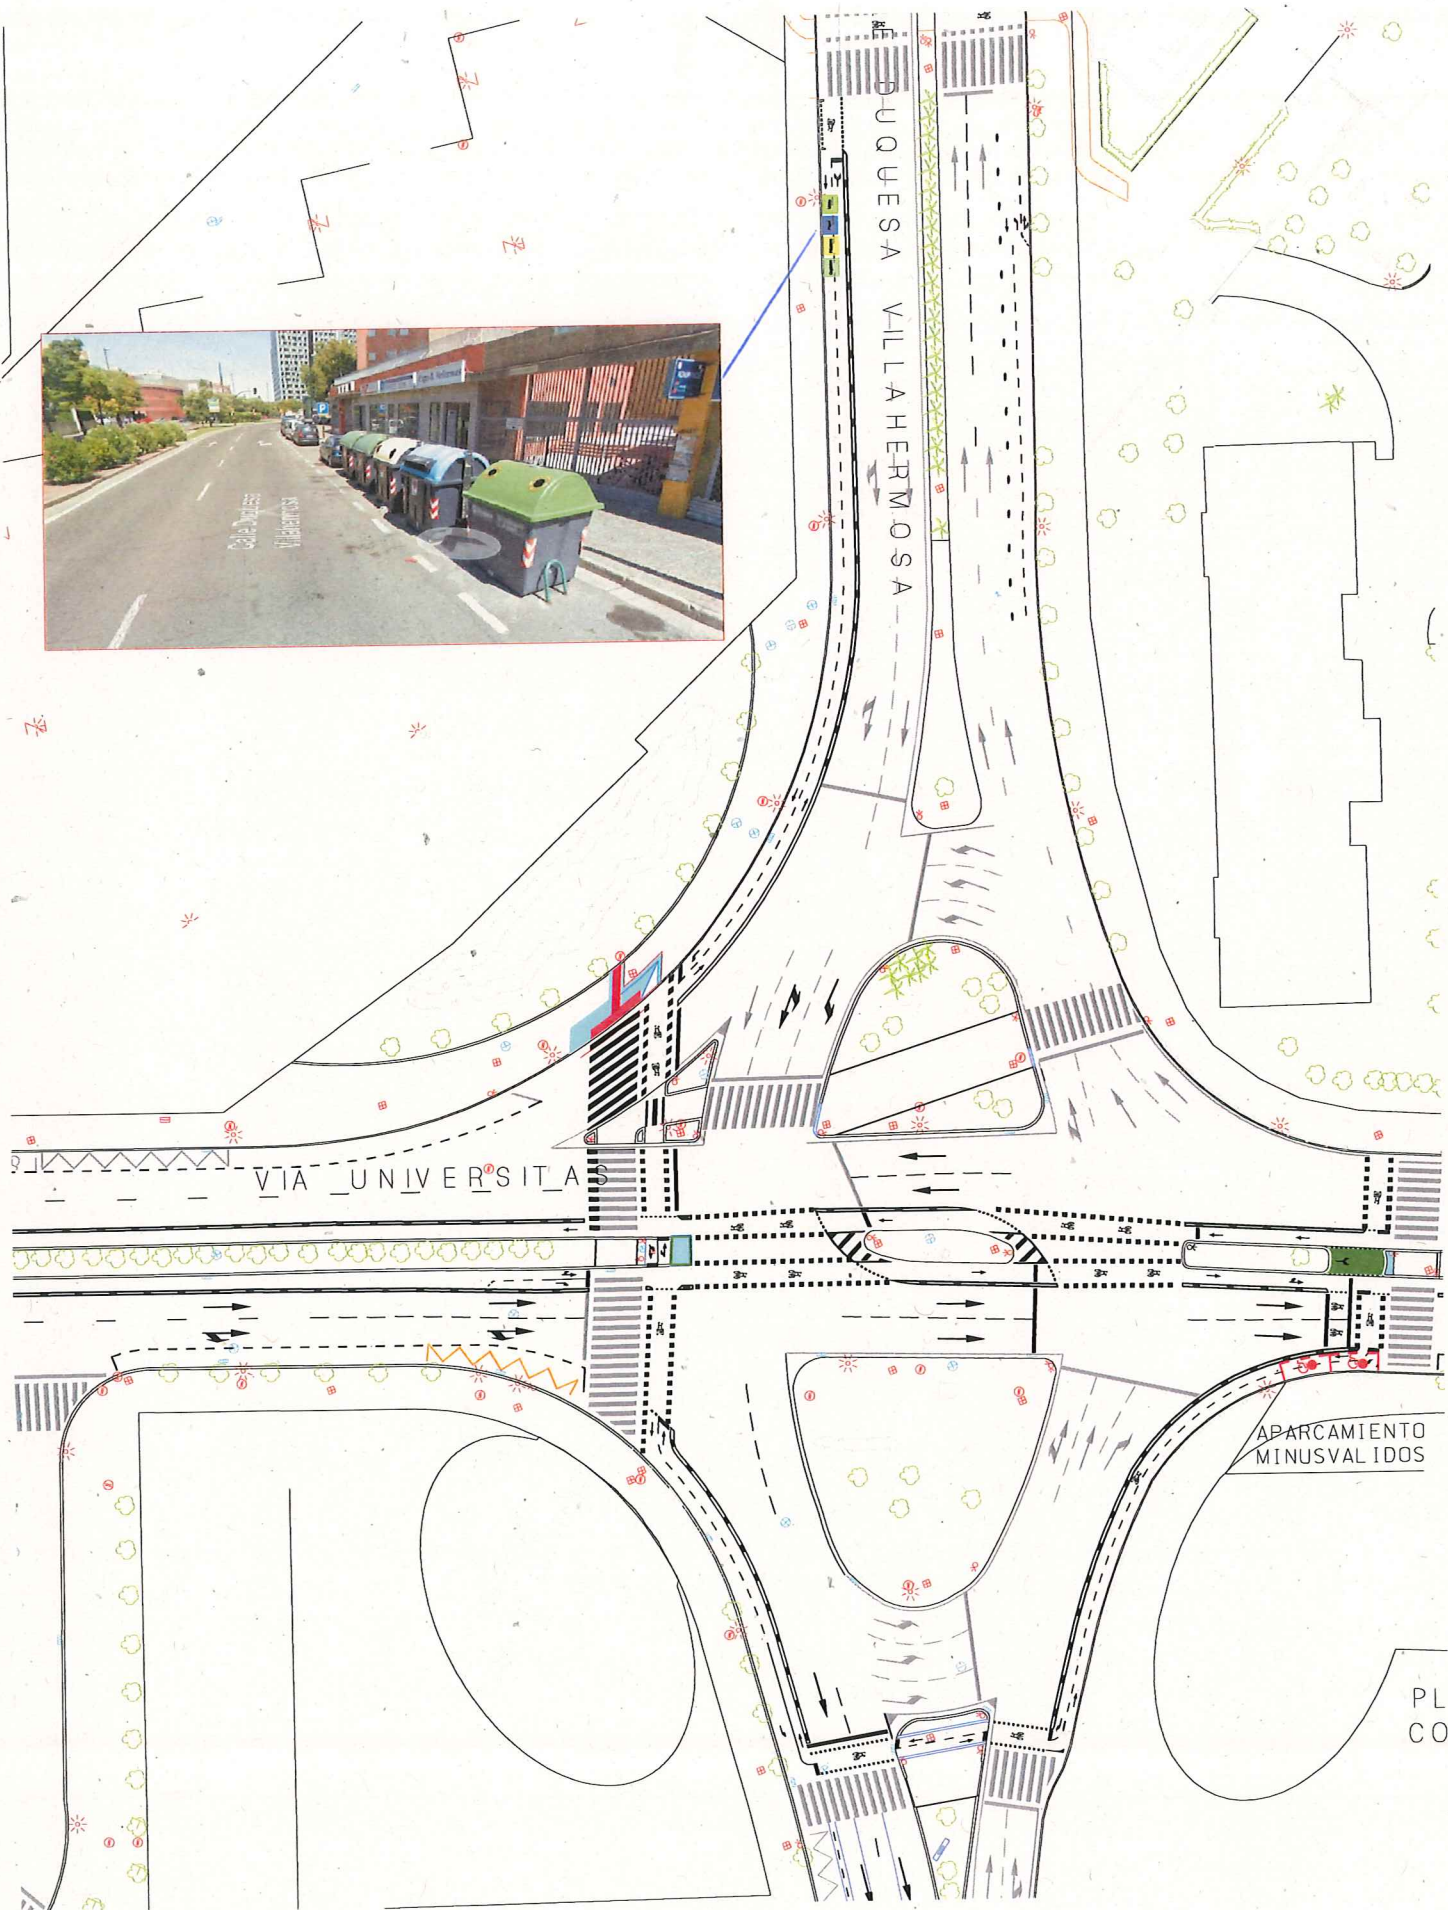 DUQUESA VILLAHERMOSA
Calle Duquesa
Villahermosa
P
VIA UNIVERSITAS
APARCAMIENTO
MINUSVALIDOS
PL
CO